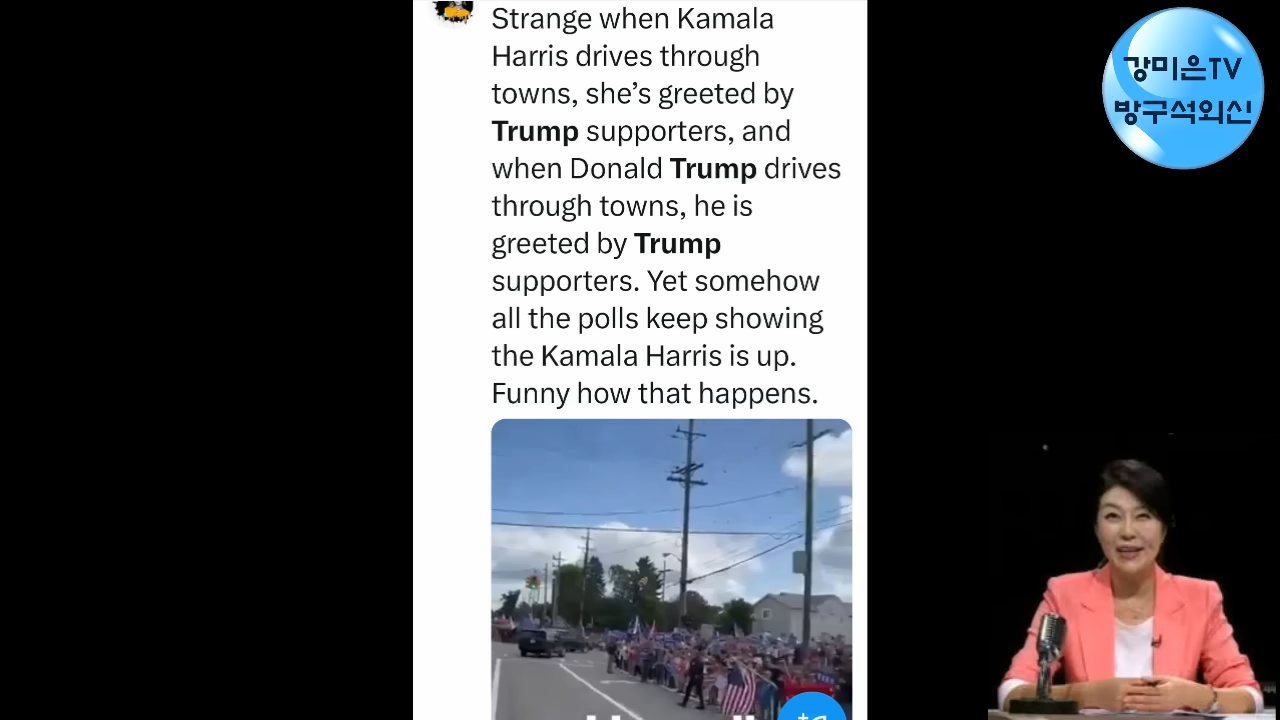 Strange when Kamala
Harris drives through
towns, she’s greeted by
Trump supporters, and
when Donald Trump drives
through towns, he is
greeted by Trump
supporters. Yet somehow
all the polls keep showing
the Kamala Harris is up.
Funny how that happens.
강미은TV
방구석외신